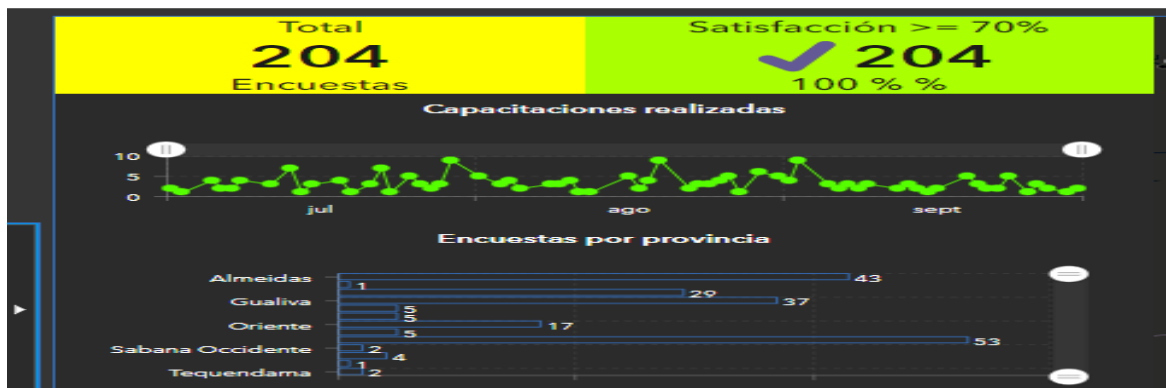 Total
204
Encuestas
Satisfacción >= 70%
204
100 % %
Capacitaciones realizadas
10
5
0
jul ago sept
Encuestas por provincia
Almeidas 43
1
29
Gualiva 37
5
5
Oriente 17
5
53
Sabana Occidente 2
4
1
Tequendama 2